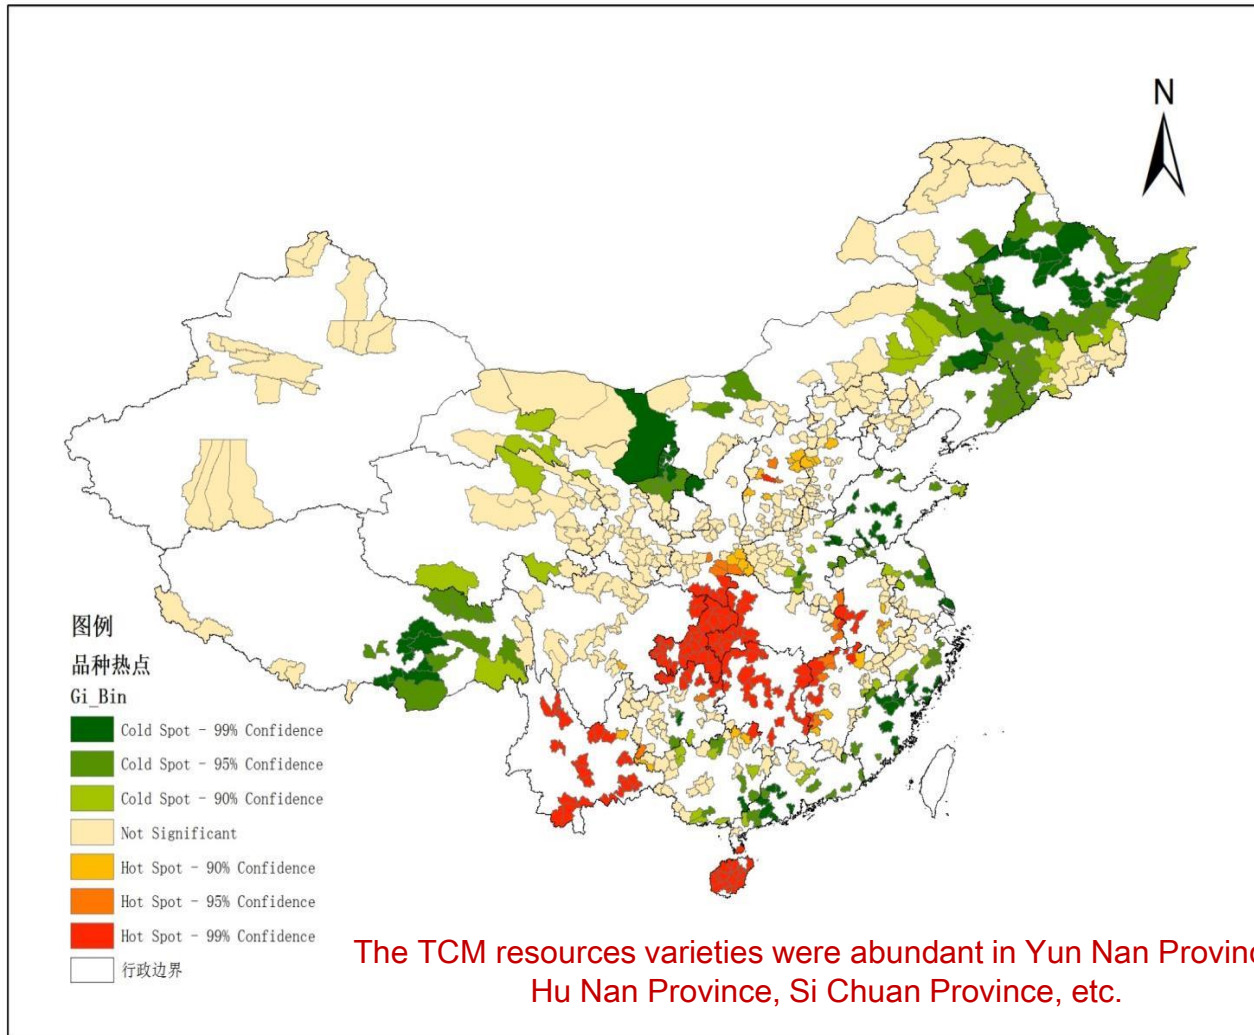 N
图例
品种热点
Gi_Bin
Cold Spot - 99% Confidence
Cold Spot - 95% Confidence
Cold Spot - 90% Confidence
Not Significant
Hot Spot - 90% Confidence
Hot Spot - 95% Confidence
Hot Spot - 99% Confidence
行政边界
The TCM resources varieties were abundant in Yun Nan Provinc
Hu Nan Province, Si Chuan Province, etc.